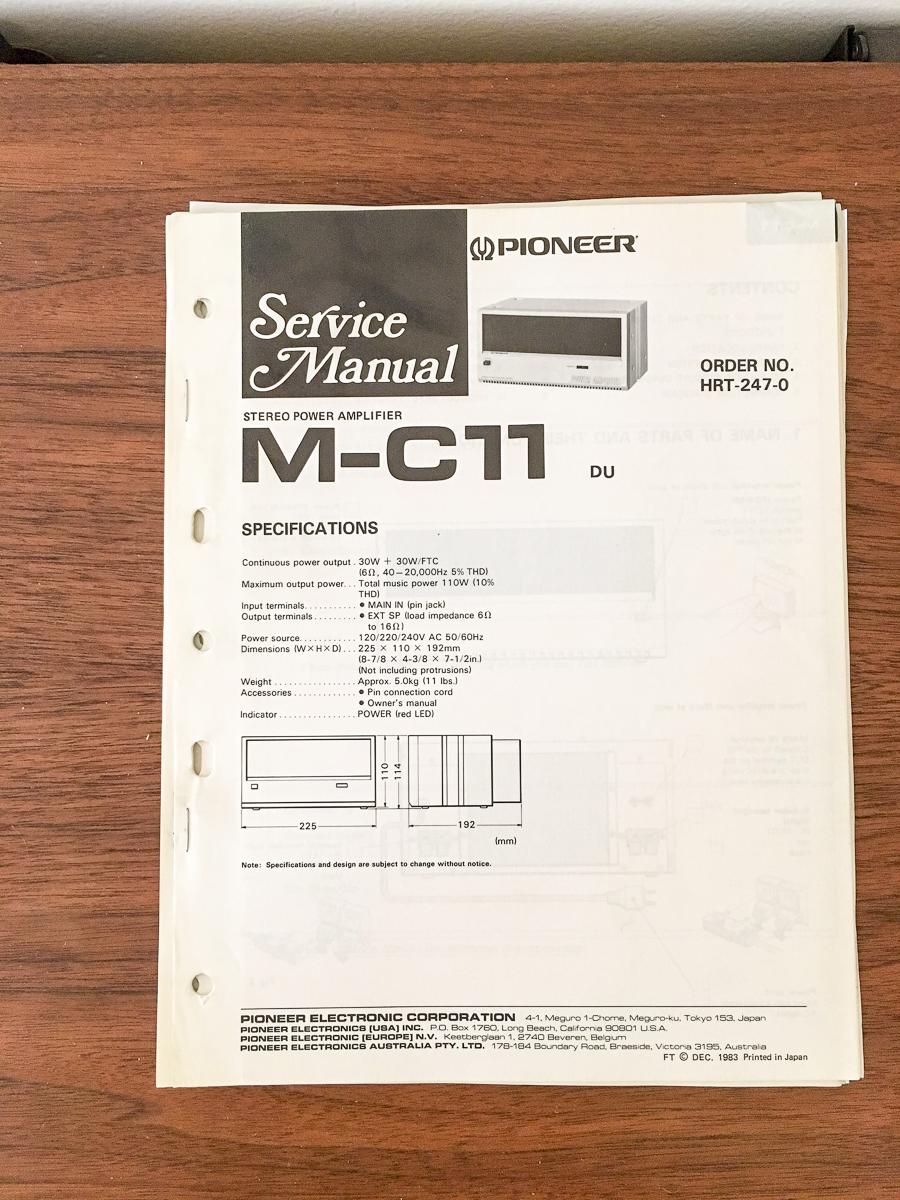 Service
Manual
PIONEER
ORDER NO.
HRT-247-0
STEREO POWER AMPLIFIER
M-C11 DU
SPECIFICATIONS
Continuous power output . 30W + 30W/FTC
(6Ω, 40—20,000Hz 5% THD)
Maximum output power. . . Total music power 110W (10%
THD)
Input terminals. . . . . . . . . . ● MAIN IN (pin jack)
Output terminals . . . . . . . . ● EXT SP (load impedance 6Ω
to 16Ω)
Power source. . . . . . . . . . . 120/220/240V AC 50/60Hz
Dimensions (W×H×D) . . . 225 × 110 × 192mm
(8-7/8 × 4-3/8 × 7-1/2in.)
(Not including protrusions)
Weight . . . . . . . . . . . . . . . Approx. 5.0kg (11 lbs.)
Accessories . . . . . . . . . . . . ● Pin connection cord
● Owner's manual
Indicator . . . . . . . . . . . . . . POWER (red LED)
110
114
225
192
(mm)
Note: Specifications and design are subject to change without notice.
PIONEER ELECTRONIC CORPORATION 4-1, Meguro 1-Chome, Meguro-ku, Tokyo 153, Japan
PIONEER ELECTRONICS [USA] INC. P.O. Box 1760, Long Beach, California 90801 U.S.A.
PIONEER ELECTRONIC [EUROPE] N.V. Keetberglaan 1, 2740 Beveren, Belgium
PIONEER ELECTRONICS AUSTRALIA PTY. LTD. 178-184 Boundary Road, Braeside, Victoria 3195, Australia
FT © DEC. 1983 Printed in Japan